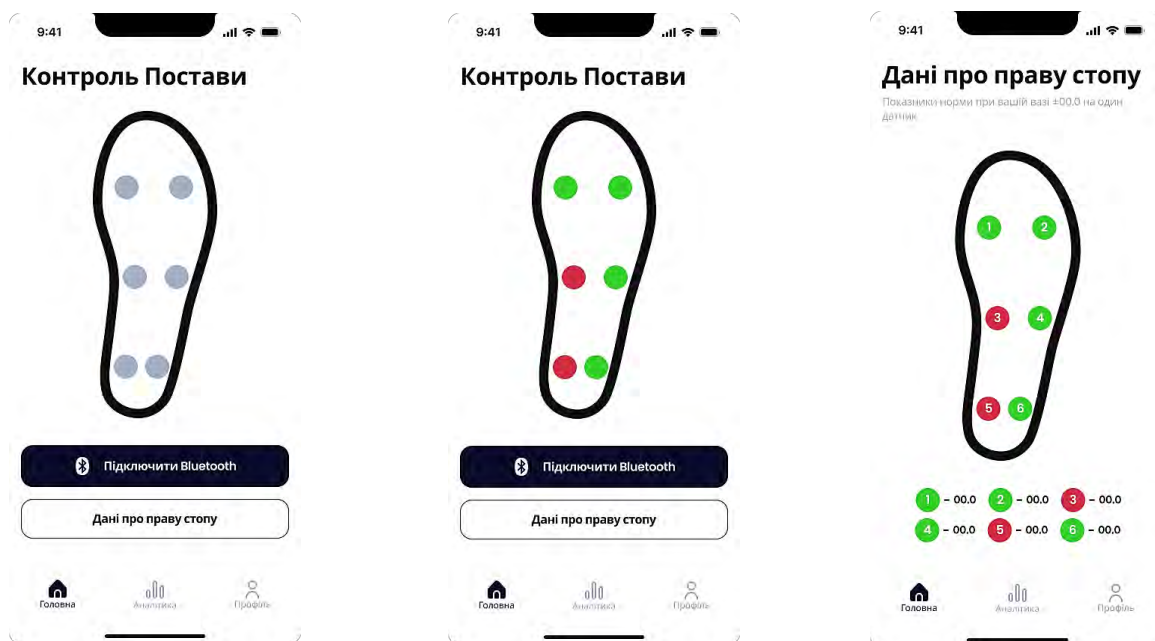 9:41
Контроль Постави
Підключити Bluetooth
Дані про праву стопу
Головна
Аналітика
Профіль
9:41
Контроль Постави
Підключити Bluetooth
Дані про праву стопу
Головна
Аналітика
Профіль
9:41
Дані про праву стопу
Показники норми при вашій вазі ±00.0 на один
датчик
1 2
3 4
5 6
1 – 00.0 2 – 00.0 3 – 00.0
4 – 00.0 5 – 00.0 6 – 00.0
Головна
Аналітика
Профіль